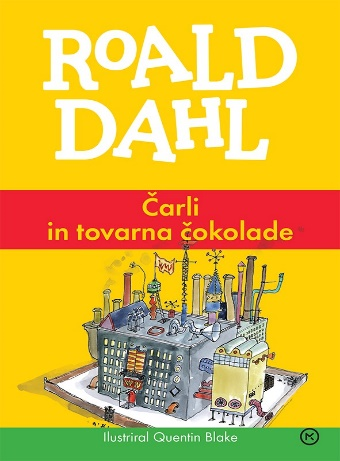 ROALD
DAHL
Čarli
in tovarna čokolade
Ilustriral Quentin Blake
M